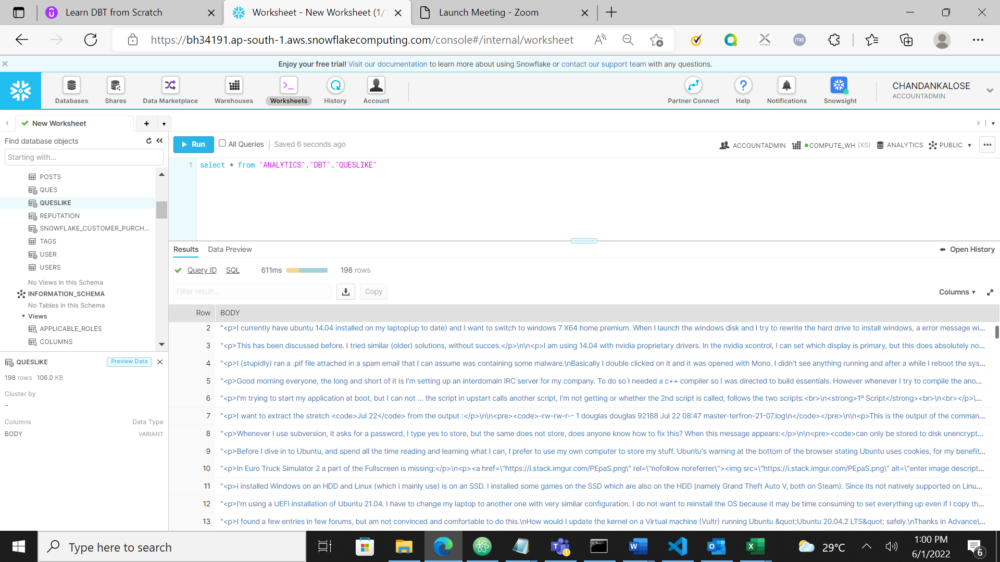 Learn DBT from Scratch
Worksheet - New Worksheet (1/1
Launch Meeting - Zoom
https://bh34191.ap-south-1.aws.snowflakecomputing.com/console#/internal/worksheet
me
Enjoy your free trial! Visit our documentation to learn more about using Snowflake or contact our support team with any questions.
Databases
Shares
Data Marketplace
Warehouses
Worksheets
History
Account
Partner Connect
Help
Notifications
Snowsight
CHANDANKALOSE
ACCOUNTADMIN
New Worksheet
Find database objects
Starting with...
POSTS
QUES
QUESLIKE
REPUTATION
SNOWFLAKE_CUSTOMER_PURCH...
TAGS
USER
USERS
No Views in this Schema
INFORMATION_SCHEMA
No Tables in this Schema
Views
APPLICABLE_ROLES
COLUMNS
QUESLIKE
Preview Data
198 rows 106.0 KB
Cluster by
-
Columns Data Type
BODY VARIANT
Run
All Queries
Saved 6 seconds ago
ACCOUNTADMIN
COMPUTE_WH (XS)
ANALYTICS
PUBLIC
1 select * from "ANALYTICS"."DBT"."QUESLIKE"
Results
Data Preview
Open History
Query ID
SQL
611ms
198 rows
Filter result...
Copy
Columns
Row BODY
2 "<p>I currently have ubuntu 14.04 installed on my laptop(up to date) and I want to switch to windows 7 X64 home premium. When I launch the windows disk and I try to rewrite the hard drive to install windows, a error message wi...
3 "<p>This has been discussed before. I tried similar (older) solutions, without succes.</p>\n\n<p>I am using 14.04 with nvidia proprietary drivers. In the nvidia xcontrol, I can set which display is primary, but this does absolutely no...
4 "<p>I (stupidly) ran a .pif file attached in a spam email that I can assume was containing some malware.\nBasically I double clicked on it and it was opened with Mono. I didn't see anything running and after a while I reboot the sys...
5 "<p>Good morning everyone, the long and short of it is I'm setting up an interdomain IRC server for my company. To do so I needed a c++ compiler so I was directed to build essentials. However whenever I try to compile the ano...
6 "<p>I'm trying to start my application at boot, but I can not ... the script in upstart calls another script, I'm not getting or whether the 2nd script is called, follows the two scripts:<br>\n<strong>1º Script</strong><br>\n<br></p>\...
7 "<p>I want to extract the stretch <code>Jul 22</code> from the output :</p>\n\n<pre><code>-rw-rw-r-- 1 douglas douglas 92188 Jul 22 08:47 master-terfron-21-07.log\n</code></pre>\n\n<p>This is the output of the comman...
8 "<p>Whenever I use subversion, it asks for a password, I type yes to store, but the same does not store, does anyone know how to fix this? When this message appears:</p>\n\n<pre><code>can only be stored to disk unencrypt...
9 "<p>Before I dive in to Ubuntu, and spend all the time reading and learning what I can, I prefer to use my own computer to store my stuff. Ubuntu's warning at the bottom of the browser stating Ubuntu uses cookies, for my benefit...
10 "<p>In Euro Truck Simulator 2 a part of the Fullscreen is missing:</p>\n<p><a href=\"https://i.stack.imgur.com/PEpaS.png\" rel=\"nofollow noreferrer\"><img src=\"https://i.stack.imgur.com/PEpaS.png\" alt=\"enter image descript...
11 "<p>i installed Windows on an HDD and Linux (which i mainly use) is on an SSD. I installed some games on the SSD which are also on the HDD (namely Grand Theft Auto V, both on Steam). Since its not natively supported on Linu...
12 "<p>I'm using a UEFI installation of Ubuntu 21.04. I have to change my laptop to another one with very similar configuration. I do not want to reinstall the OS because it may be time consuming to set everything up even if I copy th...
13 "<p>I found a few entries in few forums, but am not convinced and comfortable to do this.\nHow would I update the kernel on a Virtual machine (Vultr) running Ubuntu &quot;Ubuntu 20.04.2 LTS&quot; safely.\nThanks in Advance\...
Type here to search
29°C
1:00 PM
6/1/2022
6